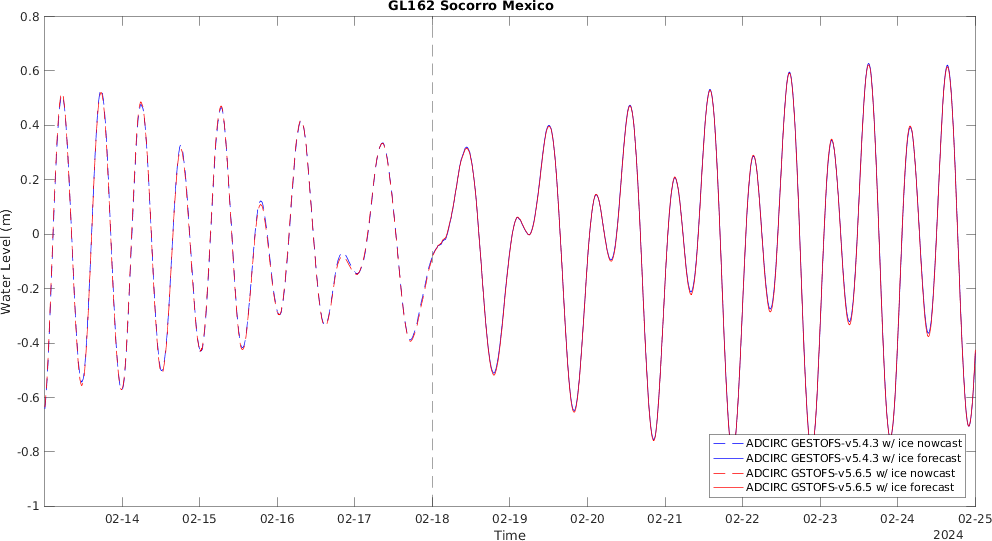 GL162 Socorro Mexico
Water Level (m)
0.8
0.6
0.4
0.2
0
-0.2
-0.4
-0.6
-0.8
-1
ADCIRC GESTOFS-v5.4.3 w/ ice nowcast
ADCIRC GESTOFS-v5.4.3 w/ ice forecast
ADCIRC GSTOFS-v5.6.5 w/ ice nowcast
ADCIRC GSTOFS-v5.6.5 w/ ice forecast
02-14 02-15 02-16 02-17 02-18 02-19 02-20 02-21 02-22 02-23 02-24 02-25
Time
2024